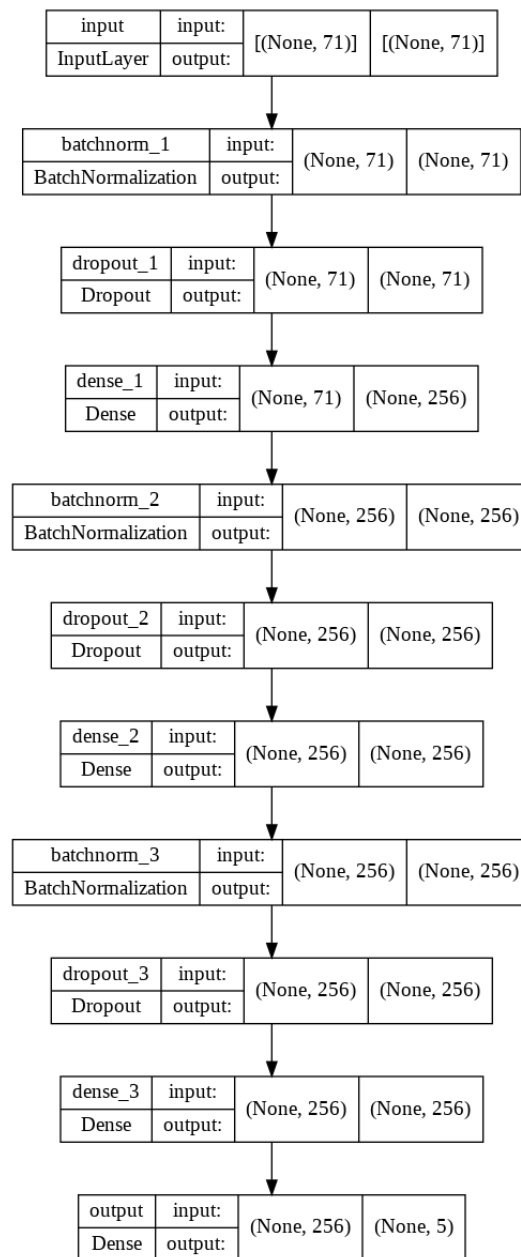 input input: [(None, 71)] [(None, 71)]
InputLayer output:
batchnorm_1 input: (None, 71) (None, 71)
BatchNormalization output:
dropout_1 input: (None, 71) (None, 71)
Dropout output:
dense_1 input: (None, 71) (None, 256)
Dense output:
batchnorm_2 input: (None, 256) (None, 256)
BatchNormalization output:
dropout_2 input: (None, 256) (None, 256)
Dropout output:
dense_2 input: (None, 256) (None, 256)
Dense output:
batchnorm_3 input: (None, 256) (None, 256)
BatchNormalization output:
dropout_3 input: (None, 256) (None, 256)
Dropout output:
dense_3 input: (None, 256) (None, 256)
Dense output:
output input: (None, 256) (None, 5)
Dense output: